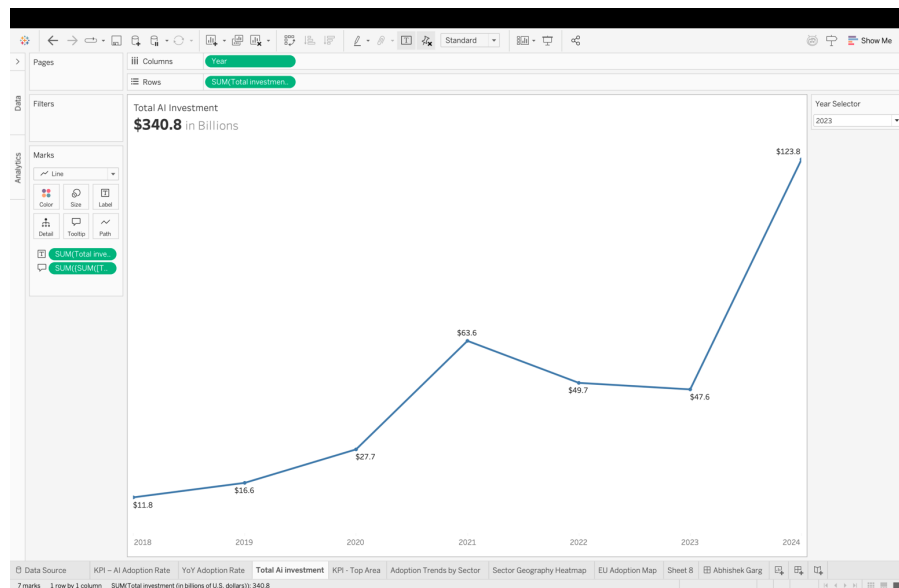 Standard
Show Me
Pages
Columns
Year
Rows
SUM(Total investmen..
Data
Analytics
Filters
Marks
Line
Color
Size
Label
Detail
Tooltip
Path
SUM(Total inve..
SUM({SUM([T..
Total AI Investment
$340.8 in Billions
$123.8
$63.6
$49.7
$47.6
$27.7
$16.6
$11.8
2018
2019
2020
2021
2022
2023
2024
Year Selector
2023
Data Source
KPI – AI Adoption Rate
YoY Adoption Rate
Total Ai investment
KPI - Top Area
Adoption Trends by Sector
Sector Geography Heatmap
EU Adoption Map
Sheet 8
Abhishek Garg
7 marks
1 row by 1 column
SUM(Total investment (in billions of U.S. dollars)): 340.8